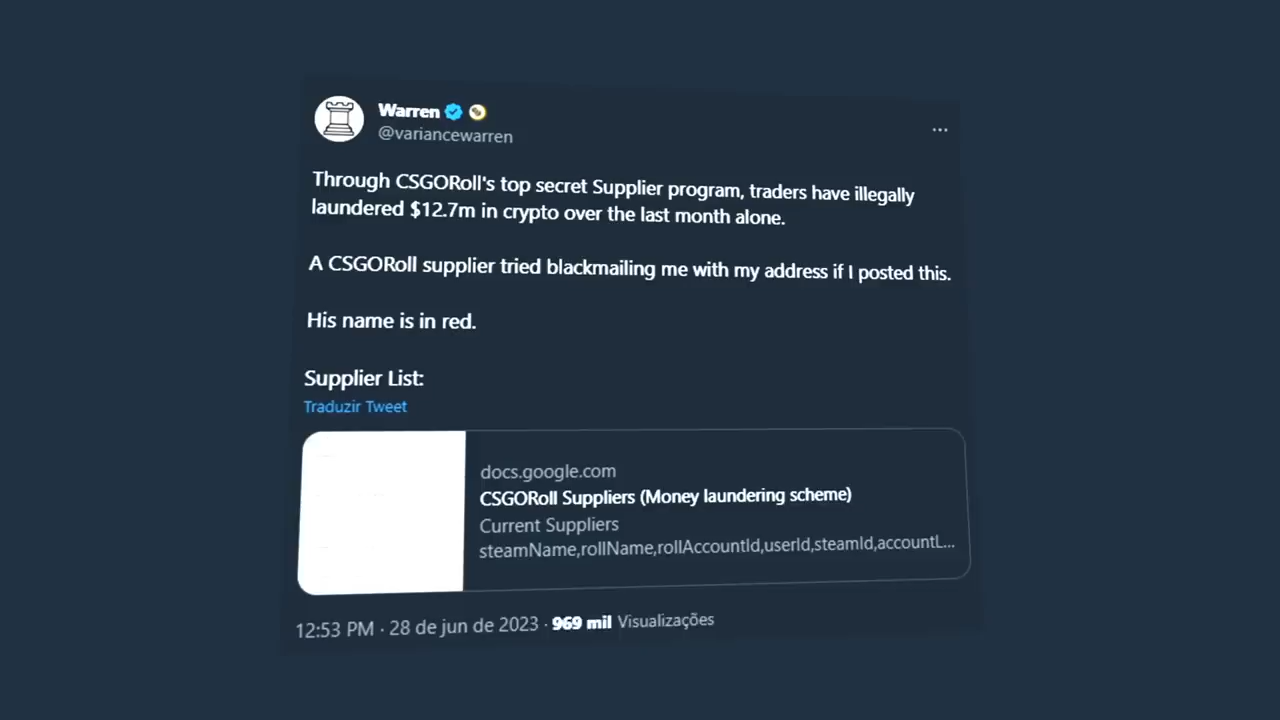 Warren
@variancewarren
Through CSGORoll's top secret Supplier program, traders have illegally
laundered $12.7m in crypto over the last month alone.
A CSGORoll supplier tried blackmailing me with my address if I posted this.
His name is in red.
Supplier List:
Traduzir Tweet
docs.google.com
CSGORoll Suppliers (Money laundering scheme)
Current Suppliers
steamName,rollName,rollAccountId,userId,steamId,accountL...
12:53 PM · 28 de jun de 2023 · 969 mil Visualizações